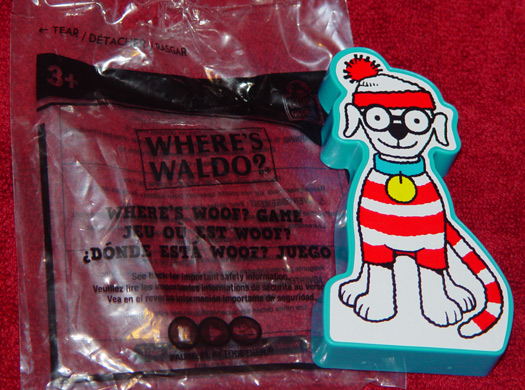 ← TEAR / DÉTACHER / RASGAR
3+
WHERE'S
WALDO?
WHERE'S WOOF? GAME
JEU OÙ EST WOOF?
¿DÓNDE ESTÁ WOOF? JUEGO
See back for important safety information.
Veuillez lire les importantes informations de sécurité au verso
Vea en el reverso información importante de seguridad.